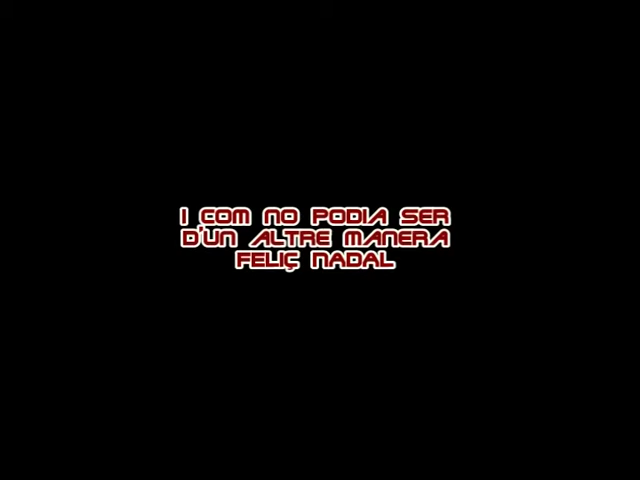 I COM NO PODIA SER
D'UN ALTRE MANERA
FELIÇ NADAL